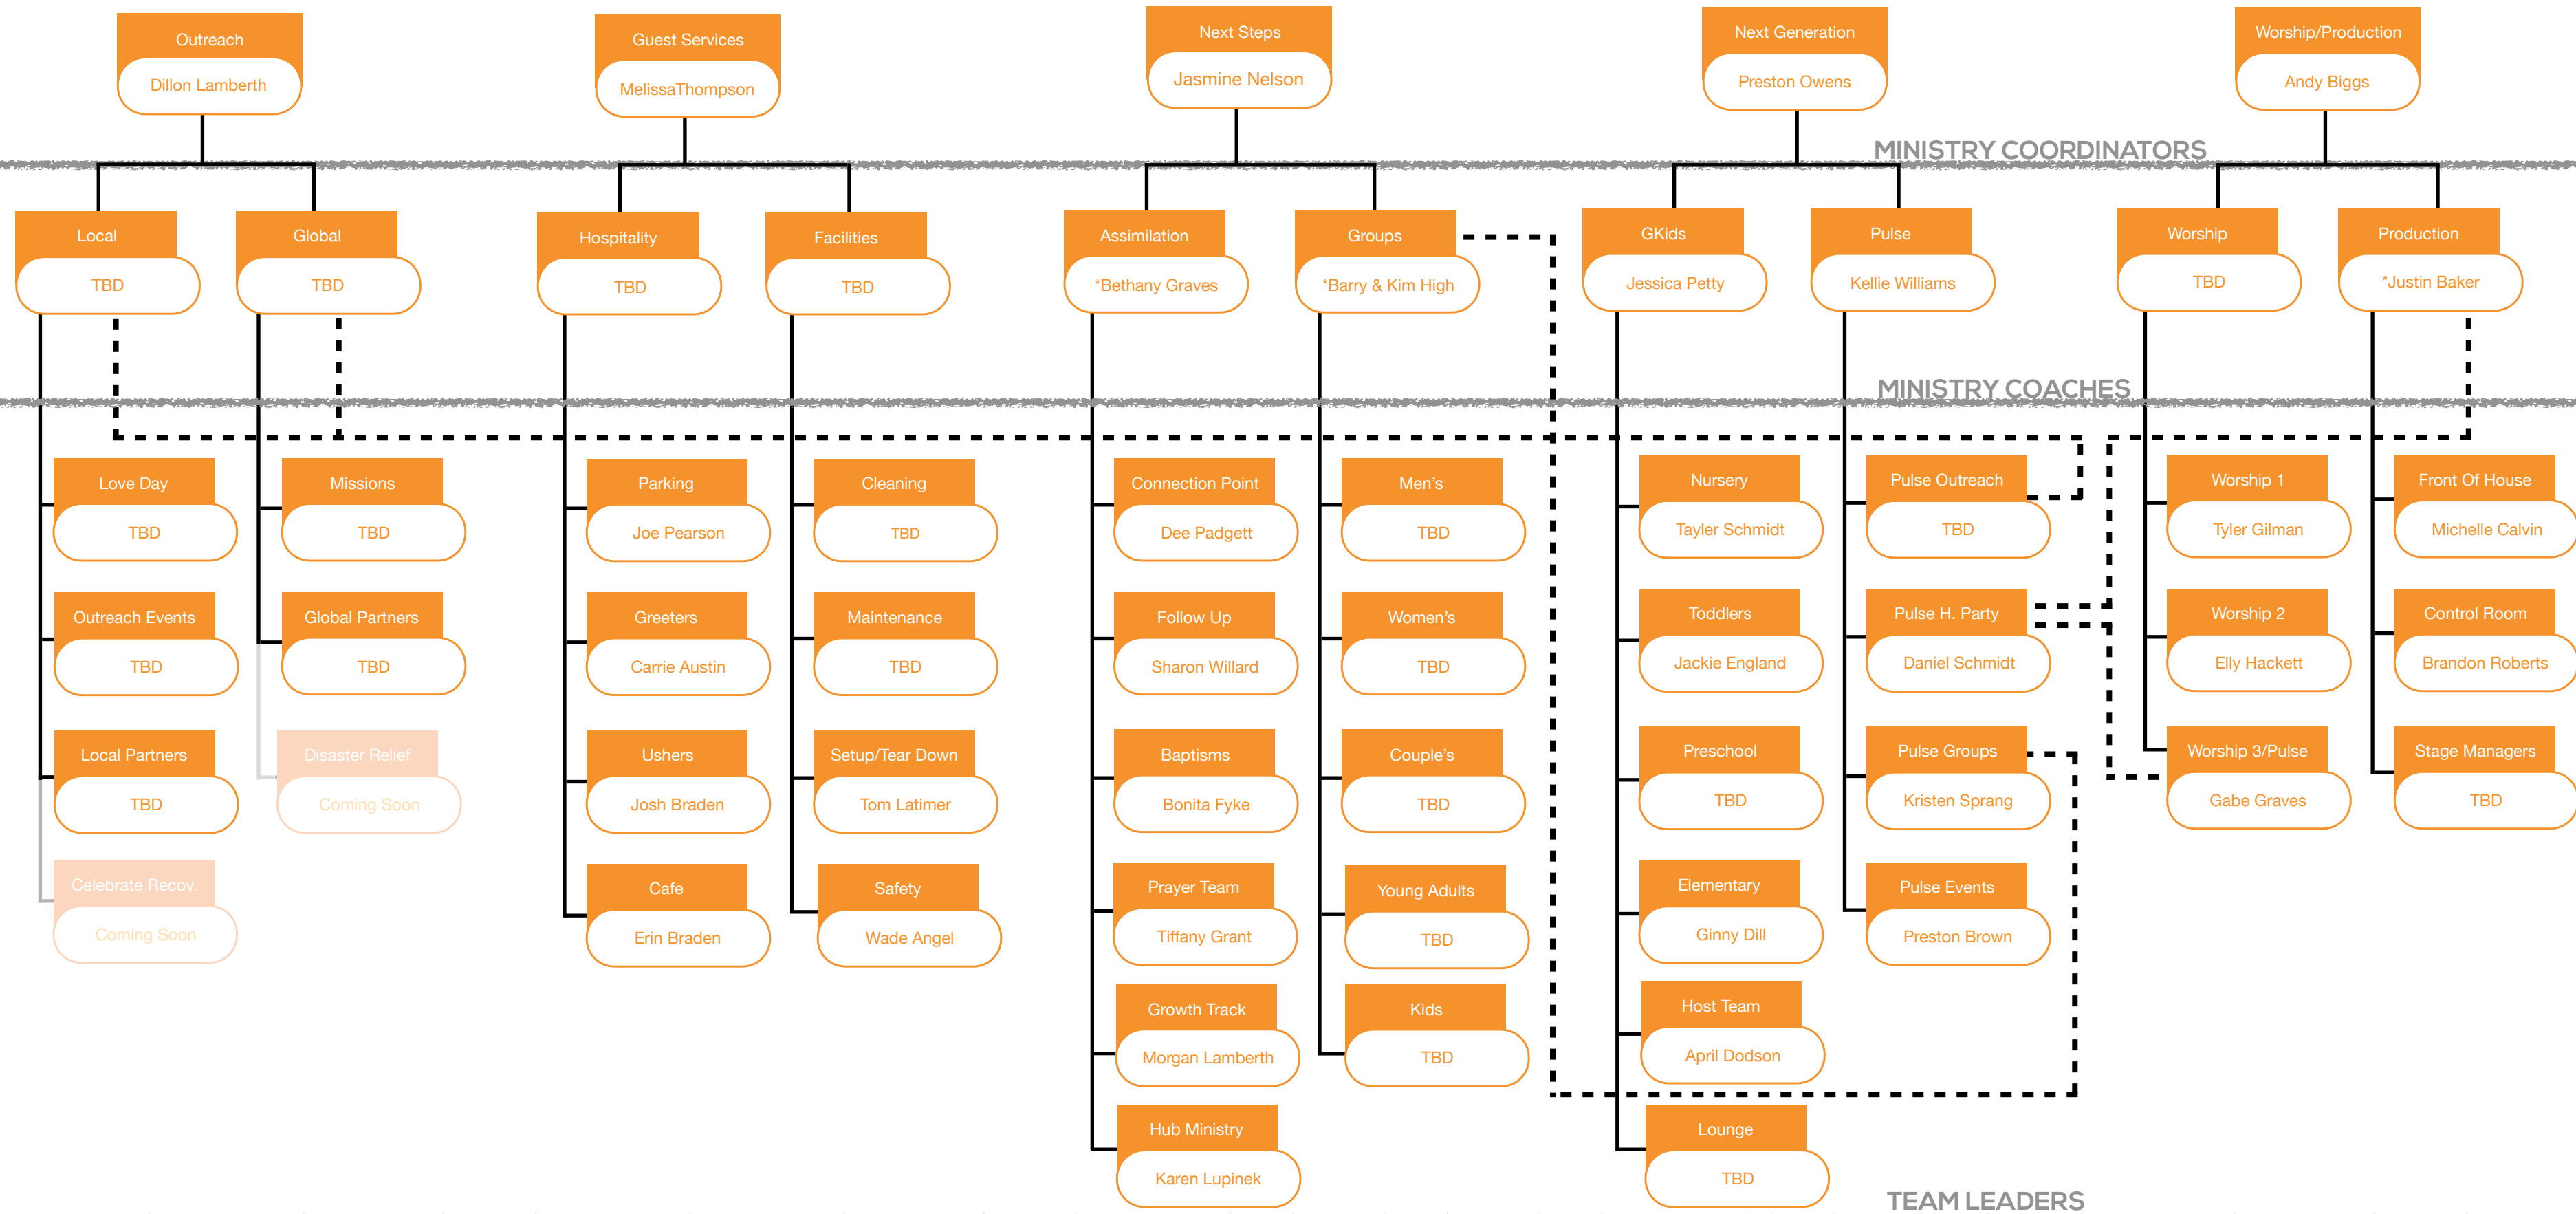 Outreach
Dillon Lamberth
Guest Services
MelissaThompson
Next Steps
Jasmine Nelson
Next Generation
Preston Owens
Worship/Production
Andy Biggs
MINISTRY COORDINATORS
Local
TBD
Global
TBD
Hospitality
TBD
Facilities
TBD
Assimilation
*Bethany Graves
Groups
*Barry & Kim High
GKids
Jessica Petty
Pulse
Kellie Williams
Worship
TBD
Production
*Justin Baker
MINISTRY COACHES
Love Day
TBD
Outreach Events
TBD
Local Partners
TBD
Celebrate Recov.
Coming Soon
Missions
TBD
Global Partners
TBD
Disaster Relief
Coming Soon
Parking
Joe Pearson
Greeters
Carrie Austin
Ushers
Josh Braden
Cafe
Erin Braden
Cleaning
TBD
Maintenance
TBD
Setup/Tear Down
Tom Latimer
Safety
Wade Angel
Connection Point
Dee Padgett
Follow Up
Sharon Willard
Baptisms
Bonita Fyke
Prayer Team
Tiffany Grant
Growth Track
Morgan Lamberth
Hub Ministry
Karen Lupinek
Men's
TBD
Women's
TBD
Couple's
TBD
Young Adults
TBD
Kids
TBD
Nursery
Tayler Schmidt
Toddlers
Jackie England
Preschool
TBD
Elementary
Ginny Dill
Host Team
April Dodson
Lounge
TBD
Pulse Outreach
TBD
Pulse H. Party
Daniel Schmidt
Pulse Groups
Kristen Sprang
Pulse Events
Preston Brown
Worship 1
Tyler Gilman
Worship 2
Elly Hackett
Worship 3/Pulse
Gabe Graves
Front Of House
Michelle Calvin
Control Room
Brandon Roberts
Stage Managers
TBD
TEAM LEADERS